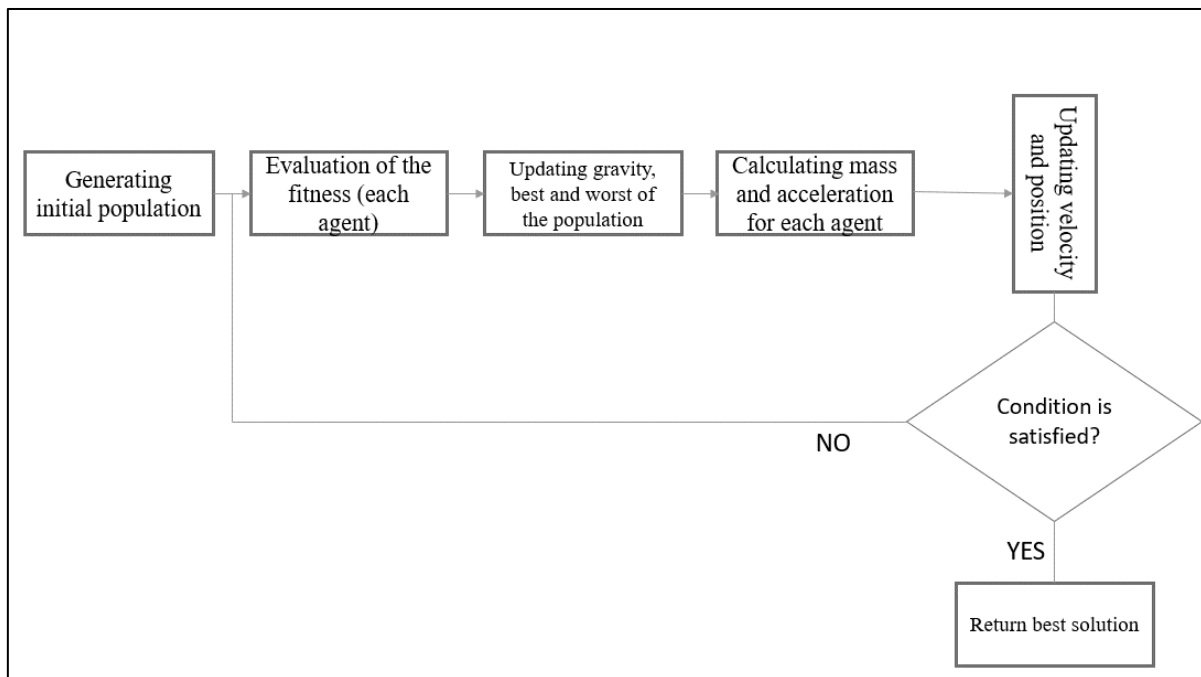 Generating
initial population
Evaluation of the
fitness (each
agent)
Updating gravity,
best and worst of
the population
Calculating mass
and acceleration
for each agent
Updating velocity
and position
Condition is
satisfied?
NO
YES
Return best solution